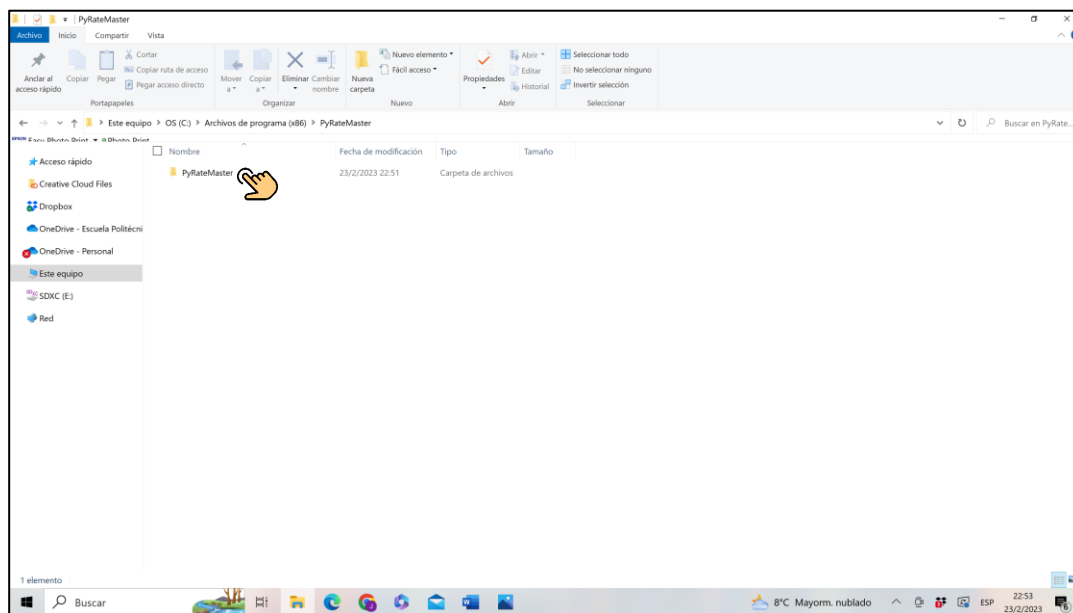 PyRateMaster
Archivo Inicio Compartir Vista
Anclar al acceso rápido
Copiar
Pegar
Cortar
Copiar ruta de acceso
Pegar acceso directo
Portapapeles
Mover a
Copiar a
Eliminar
Cambiar nombre
Organizar
Nueva carpeta
Nuevo elemento
Fácil acceso
Nuevo
Propiedades
Abrir
Editar
Historial
Abrir
Seleccionar todo
No seleccionar ninguno
Invertir selección
Seleccionar
Este equipo > OS (C:) > Archivos de programa (x86) > PyRateMaster
Buscar en PyRate...
Easy Photo Print Photo Print
Nombre Fecha de modificación Tipo Tamaño
PyRateMaster 23/2/2023 22:51 Carpeta de archivos
Acceso rápido
Creative Cloud Files
Dropbox
OneDrive - Escuela Politécni
OneDrive - Personal
Este equipo
SDXC (E:)
Red
1 elemento
Buscar
8°C Mayorm. nublado
ESP
22:53
23/2/2023